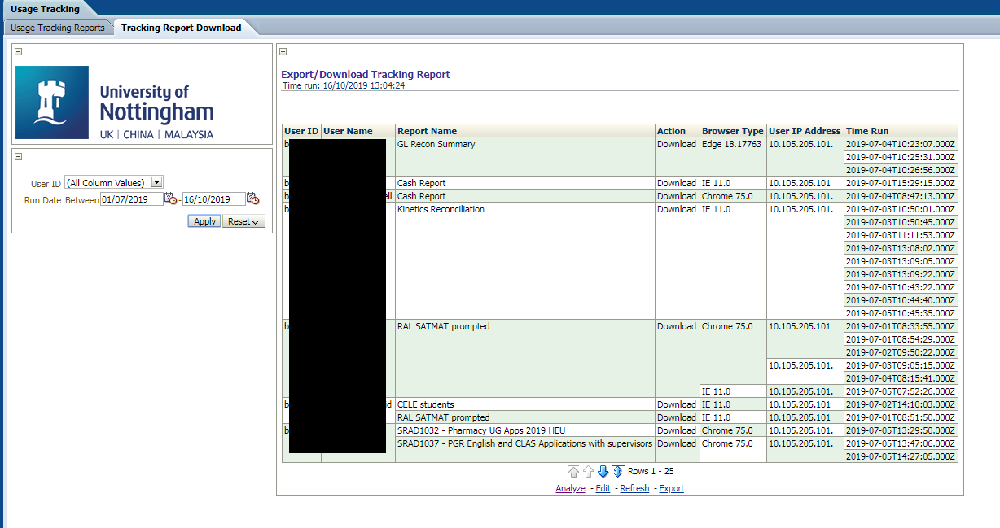 Usage Tracking
Usage Tracking Reports Tracking Report Download
University of
Nottingham
UK | CHINA | MALAYSIA
User ID (All Column Values)
Run Date Between 01/07/2019 - 16/10/2019
Apply Reset
Export/Download Tracking Report
Time run: 16/10/2019 13:04:24
User ID User Name Report Name Action Browser Type User IP Address Time Run
b GL Recon Summary Download Edge 18.17763 10.105.205.101. 2019-07-04T10:23:07.000Z
2019-07-04T10:25:31.000Z
2019-07-04T10:26:56.000Z
b Cash Report Download IE 11.0 10.105.205.101 2019-07-01T15:29:15.000Z
b ell Cash Report Download Chrome 75.0 10.105.205.101. 2019-07-04T08:47:13.000Z
b Kinetics Reconciliation Download IE 11.0 10.105.205.101. 2019-07-03T10:50:01.000Z
2019-07-03T10:50:45.000Z
2019-07-03T11:11:53.000Z
2019-07-03T13:08:02.000Z
2019-07-03T13:09:05.000Z
2019-07-03T13:09:22.000Z
2019-07-05T10:43:22.000Z
2019-07-05T10:44:40.000Z
2019-07-05T10:45:35.000Z
b RAL SATMAT prompted Download Chrome 75.0 10.105.205.101 2019-07-01T08:33:55.000Z
2019-07-01T08:54:29.000Z
2019-07-02T09:50:22.000Z
10.105.205.101. 2019-07-03T09:05:15.000Z
2019-07-04T08:15:41.000Z
IE 11.0 10.105.205.101. 2019-07-05T07:52:26.000Z
b id CELE students Download IE 11.0 10.105.205.101 2019-07-02T14:10:03.000Z
RAL SATMAT prompted Download IE 11.0 10.105.205.101 2019-07-01T08:51:50.000Z
b SRAD1032 - Pharmacy UG Apps 2019 HEU Download Chrome 75.0 10.105.205.101. 2019-07-05T13:29:50.000Z
SRAD1037 - PGR English and CLAS Applications with supervisors Download Chrome 75.0 10.105.205.101. 2019-07-05T13:47:06.000Z
2019-07-05T14:27:05.000Z
Rows 1 - 25
Analyze - Edit - Refresh - Export